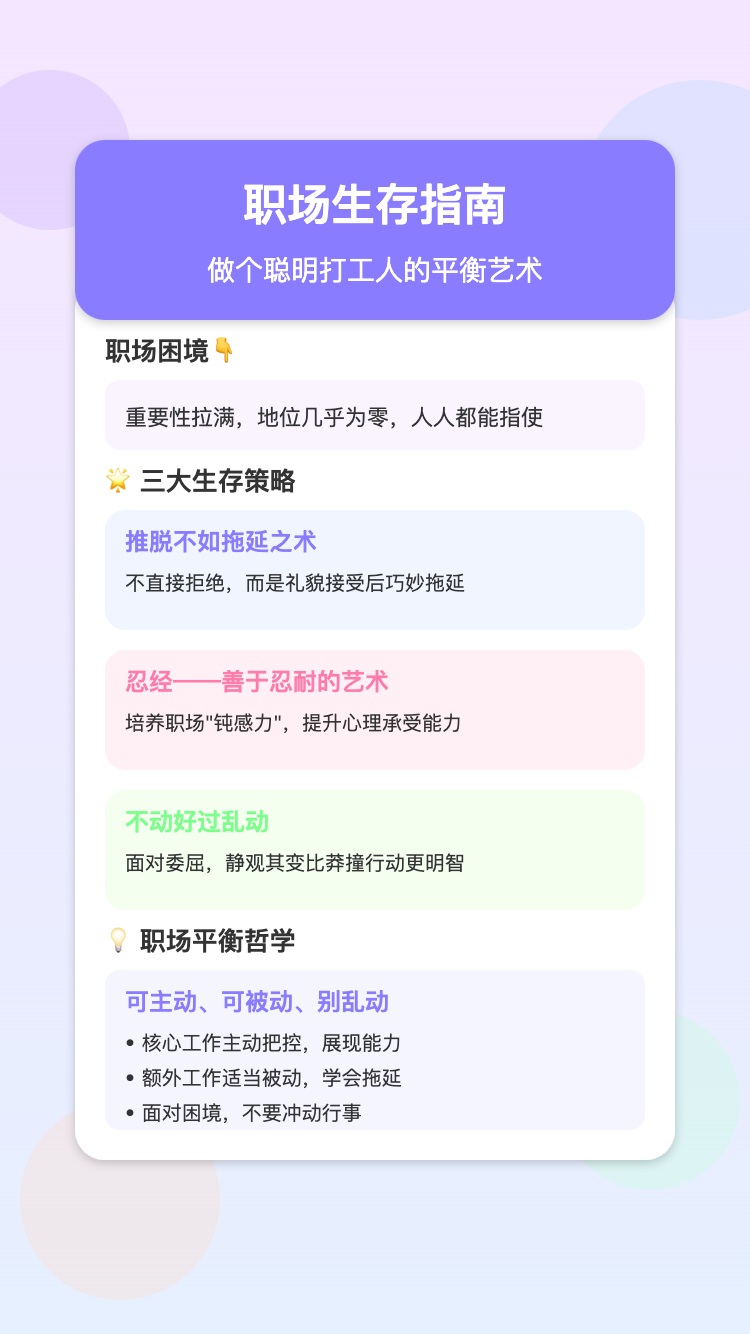 职场生存指南
做个聪明打工人的平衡艺术
职场困境👇
重要性拉满，地位几乎为零，人人都能指使
🌟 三大生存策略
推脱不如拖延之术
不直接拒绝，而是礼貌接受后巧妙拖延
忍经——善于忍耐的艺术
培养职场"钝感力"，提升心理承受能力
不动好过乱动
面对委屈，静观其变比莽撞行动更明智
💡 职场平衡哲学
可主动、可被动、别乱动
• 核心工作主动把控，展现能力
• 额外工作适当被动，学会拖延
• 面对困境，不要冲动行事